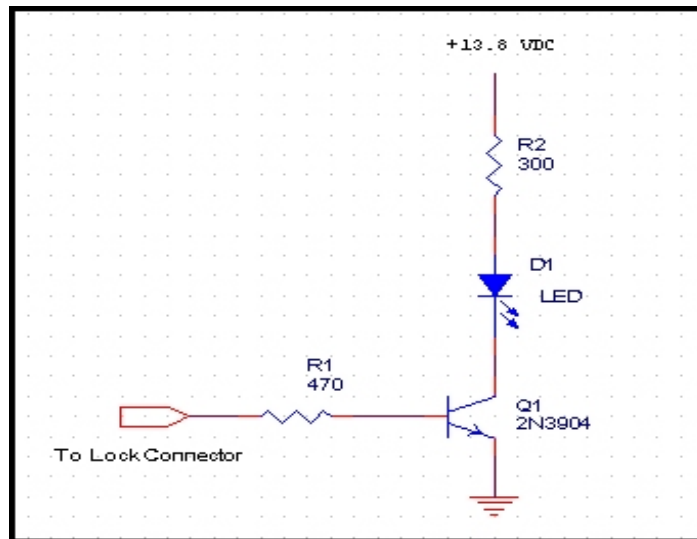 +13.8 VDC
R2
300
D1
LED
R1
470
Q1
2N3904
To Lock Connector